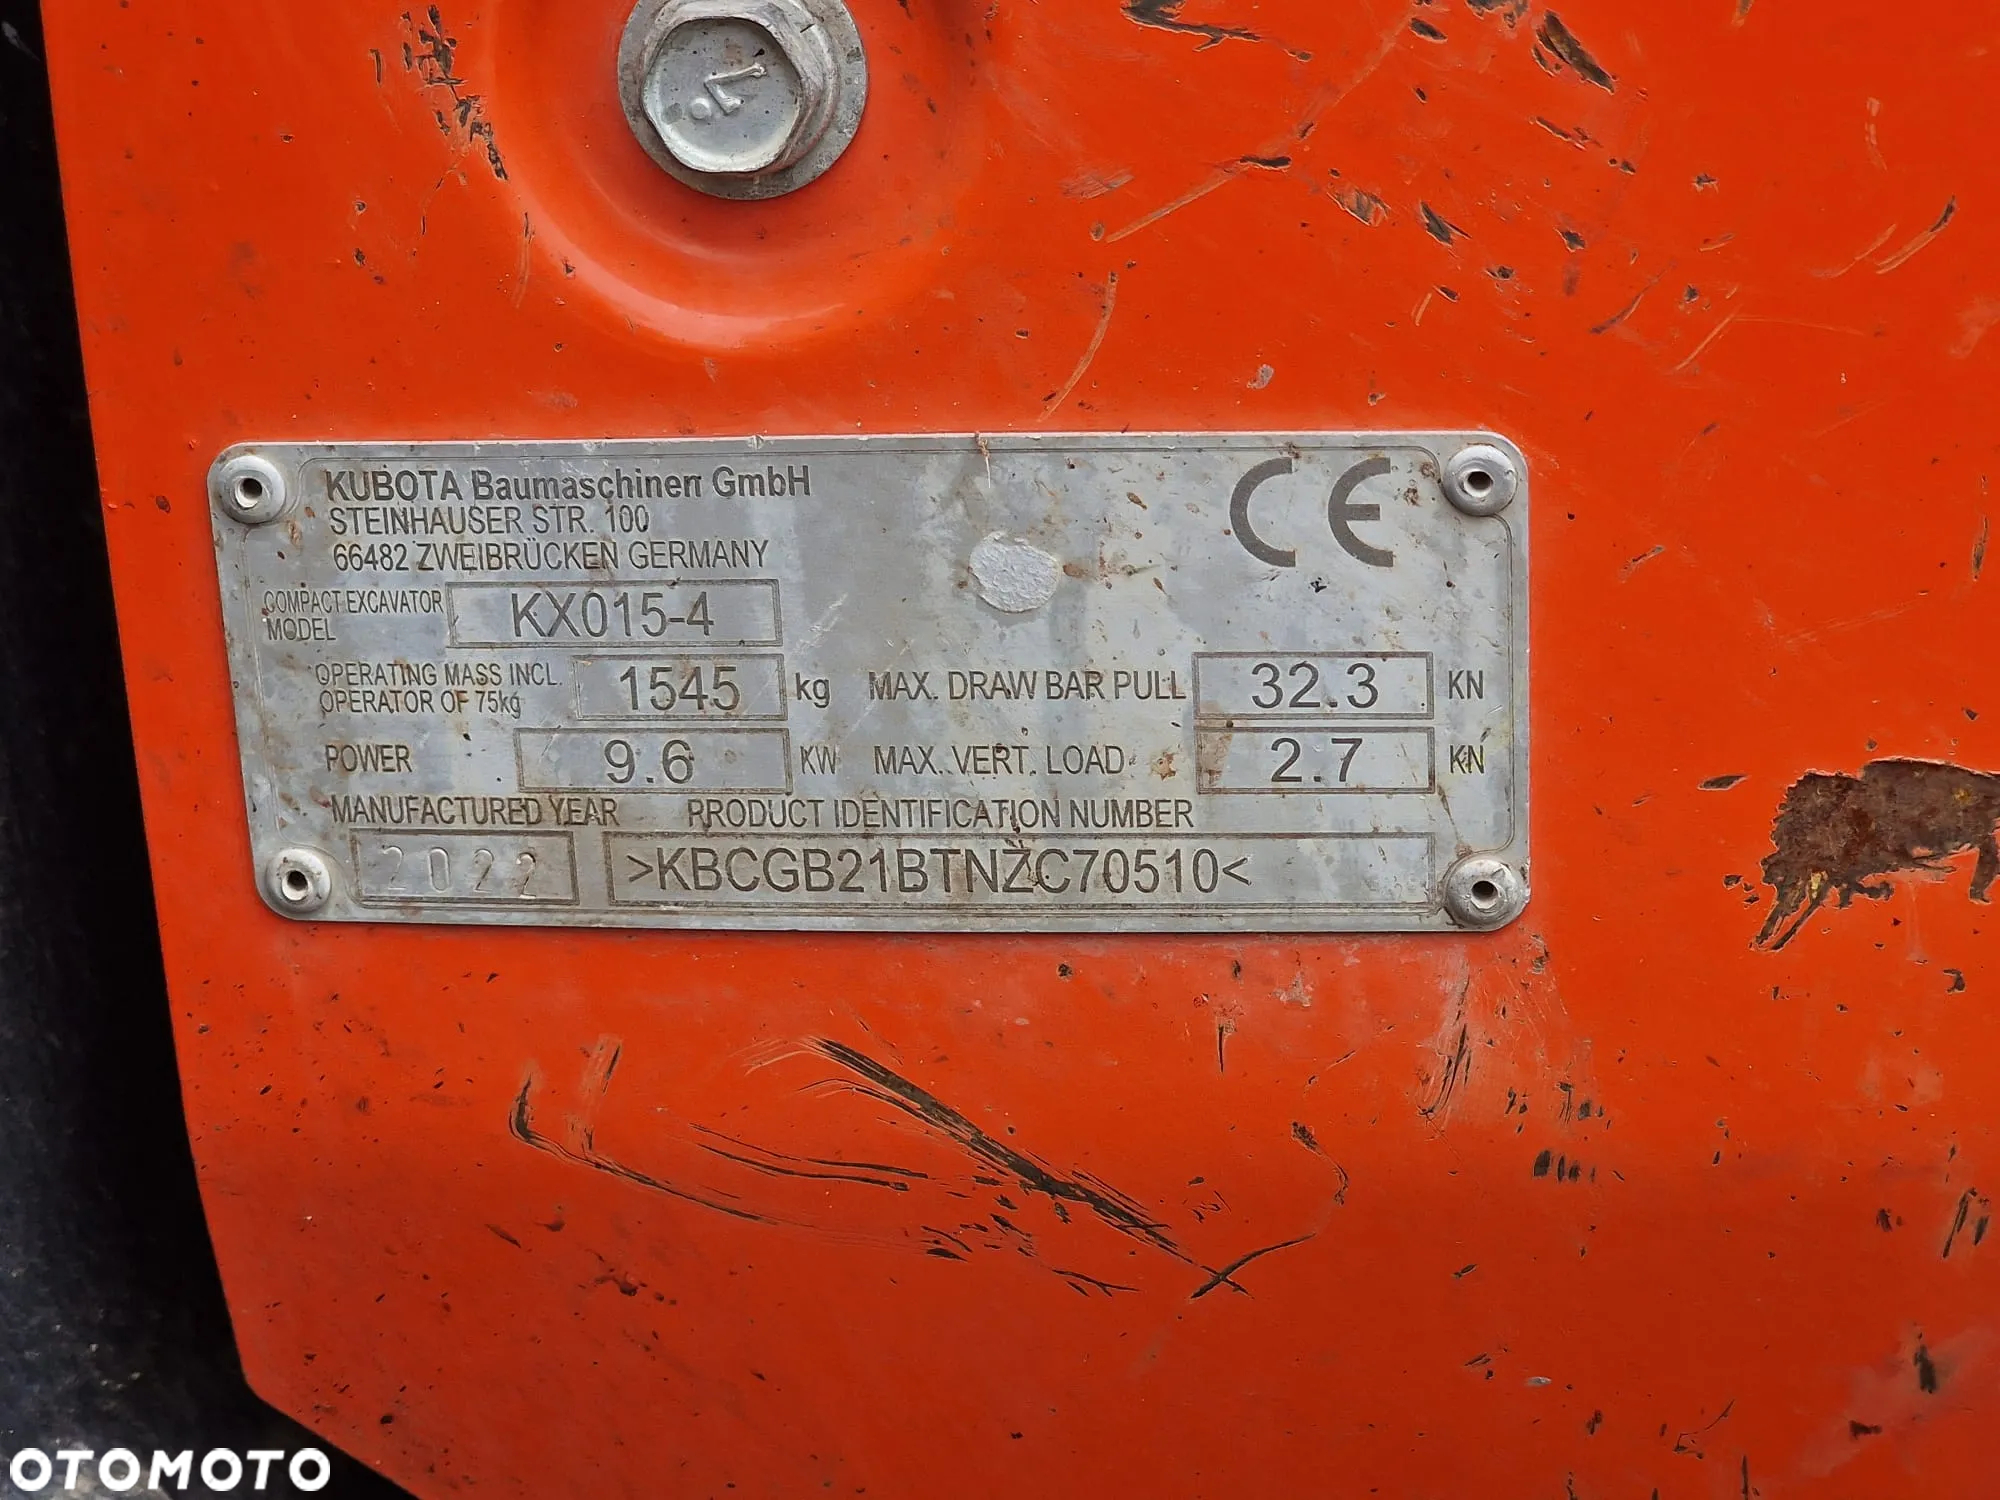 7.
KUBOTA Baumaschinen GmbH
STEINHAUSER STR. 100
66482 ZWEIBRÜCKEN GERMANY
CE
COMPACT EXCAVATOR
MODEL
KX015-4
OPERATING MASS INCL.
OPERATOR OF 75kg
1545 kg
MAX. DRAW BAR PULL 32.3 KN
POWER 9.6 KW
MAX. VERT. LOAD 2.7 KN
MANUFACTURED YEAR PRODUCT IDENTIFICATION NUMBER
2022 >KBCGB21BTNZC70510<
OTOMOTO